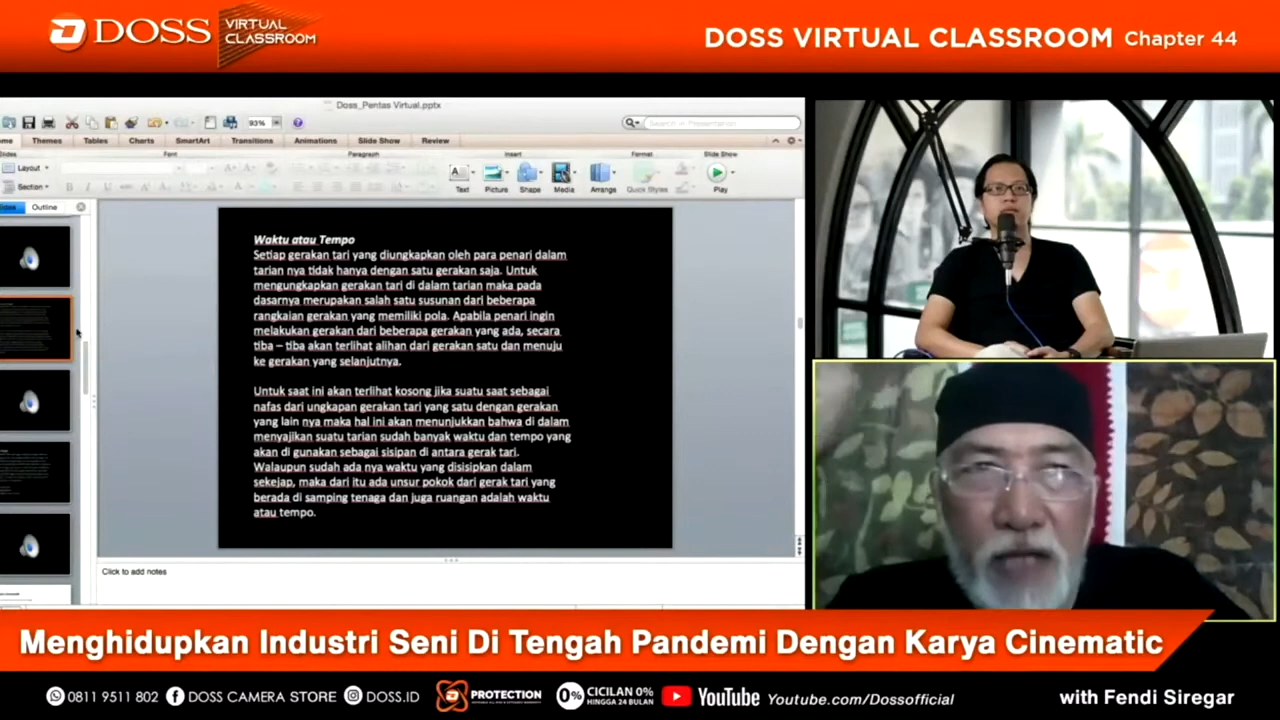 DOSS
VIRTUAL
CLASSROOM
DOSS VIRTUAL CLASSROOM Chapter 44
Doss_Pentas Virtual.pptx
93%
Search in Presentation
Themes Tables Charts SmartArt Transitions Animations Slide Show Review
Font Paragraph Insert Format Slide Show
Layout
Section
Text Picture Shape Media Arrange Quick Styles Play
Outline
Waktu atau Tempo
Setiap gerakan tari yang diungkapkan oleh para penari dalam
tarian nya tidak hanya dengan satu gerakan saja. Untuk
mengungkapkan gerakan tari di dalam tarian maka pada
dasarnya merupakan salah satu susunan dari beberapa
rangkaian gerakan yang memiliki pola. Apabila penari ingin
melakukan gerakan dari beberapa gerakan yang ada, secara
tiba – tiba akan terlihat alihan dari gerakan satu dan menuju
ke gerakan yang selanjutnya.
Untuk saat ini akan terlihat kosong jika suatu saat sebagai
nafas dari ungkapan gerakan tari yang satu dengan gerakan
yang lain nya maka hal ini akan menunjukkan bahwa di dalam
menyajikan suatu tarian sudah banyak waktu dan tempo yang
akan di gunakan sebagai sisipan di antara gerak tari.
Walaupun sudah ada nya waktu yang disisipkan dalam
sekejap, maka dari itu ada unsur pokok dari gerak tari yang
berada di samping tenaga dan juga ruangan adalah waktu
atau tempo.
Click to add notes
Menghidupkan Industri Seni Di Tengah Pandemi Dengan Karya Cinematic
0811 9511 802 DOSS CAMERA STORE DOSS.ID PROTECTION 0% CICILAN 0% HINGGA 24 BULAN YouTube Youtube.com/Dossofficial with Fendi Siregar